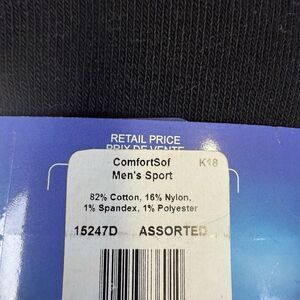 RETAIL PRICE
PRIX DE VENTE
ComfortSof K18
Men's Sport
82% Cotton, 16% Nylon,
1% Spandex, 1% Polyester
15247D ASSORTED